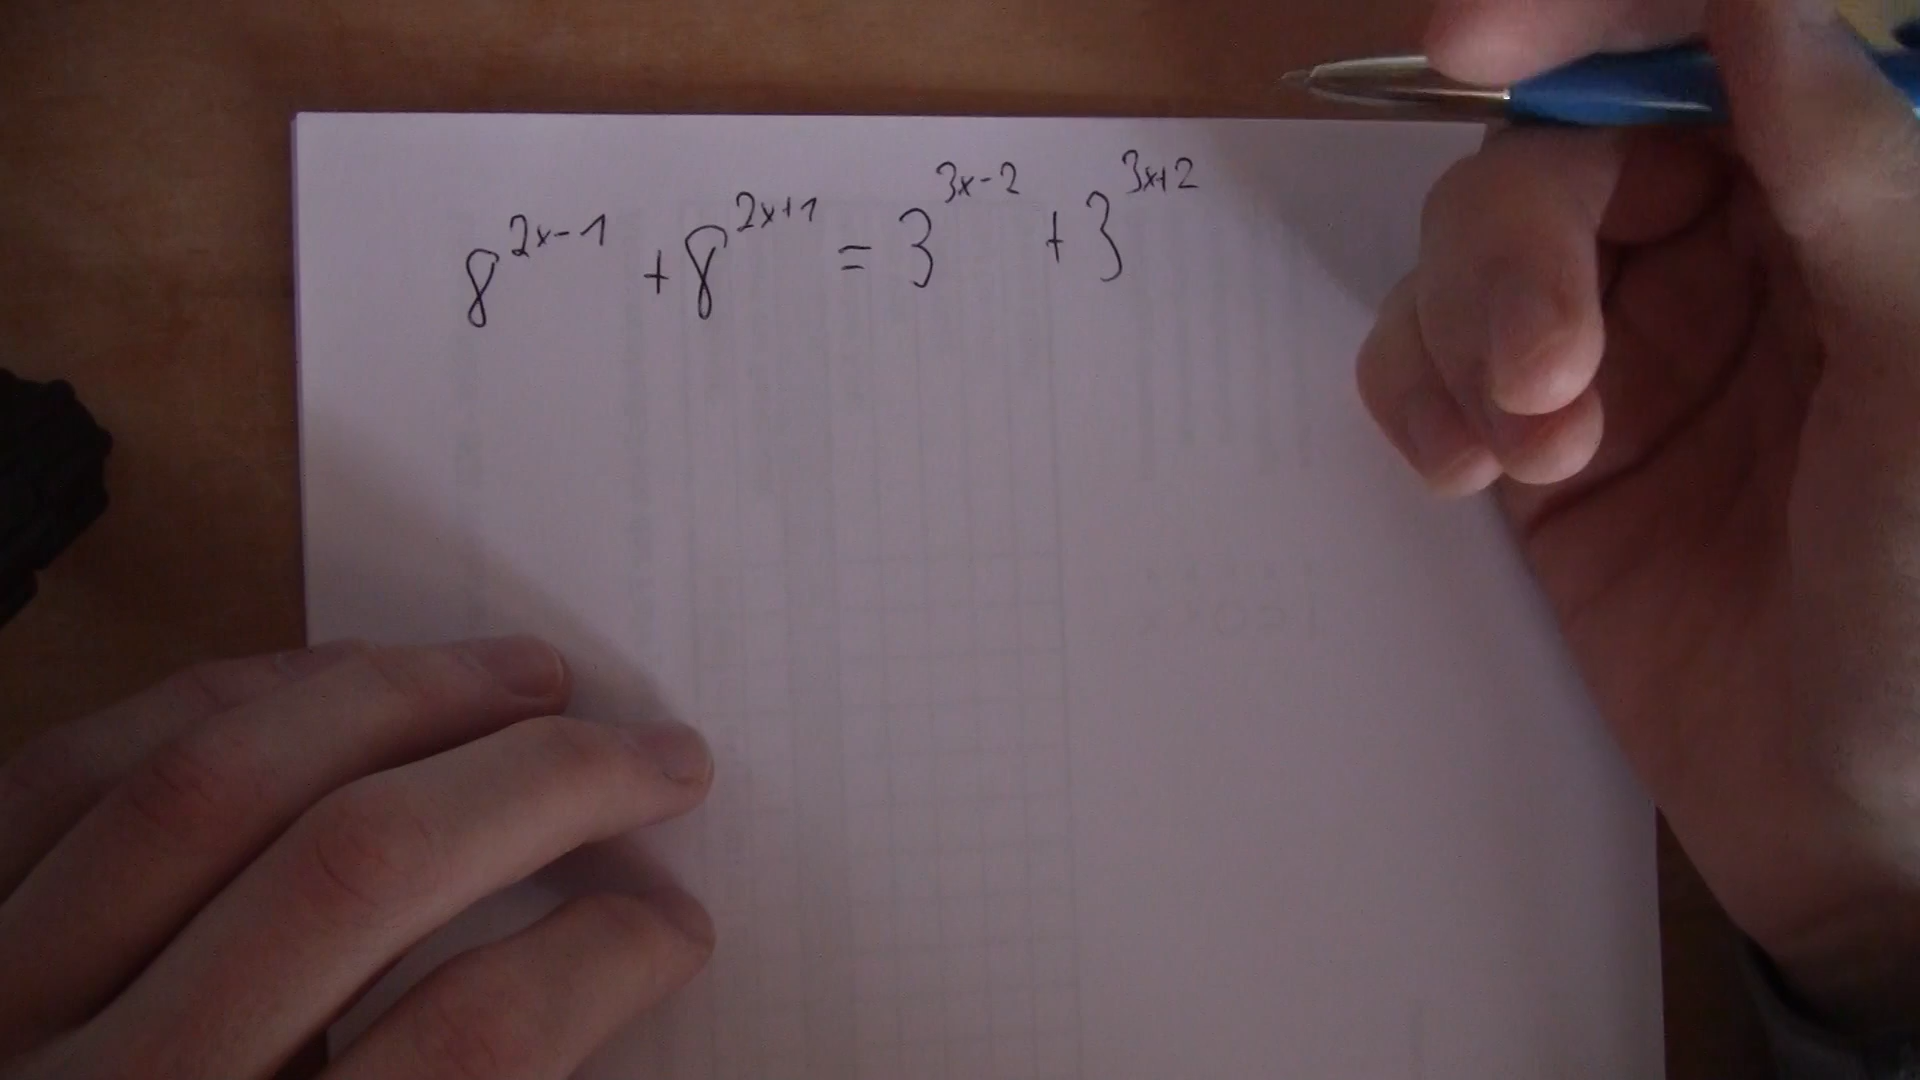 8^{2x-1} + 8^{2x+1} = 3^{3x-2} + 3^{3x+2}